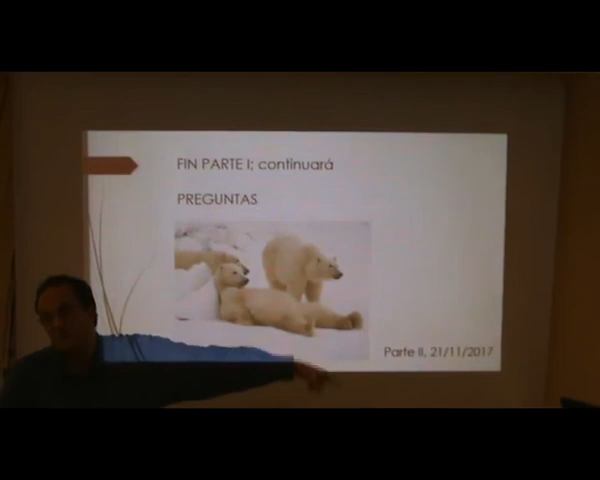 FIN PARTE I; continuará
PREGUNTAS
Parte II, 21/11/2017